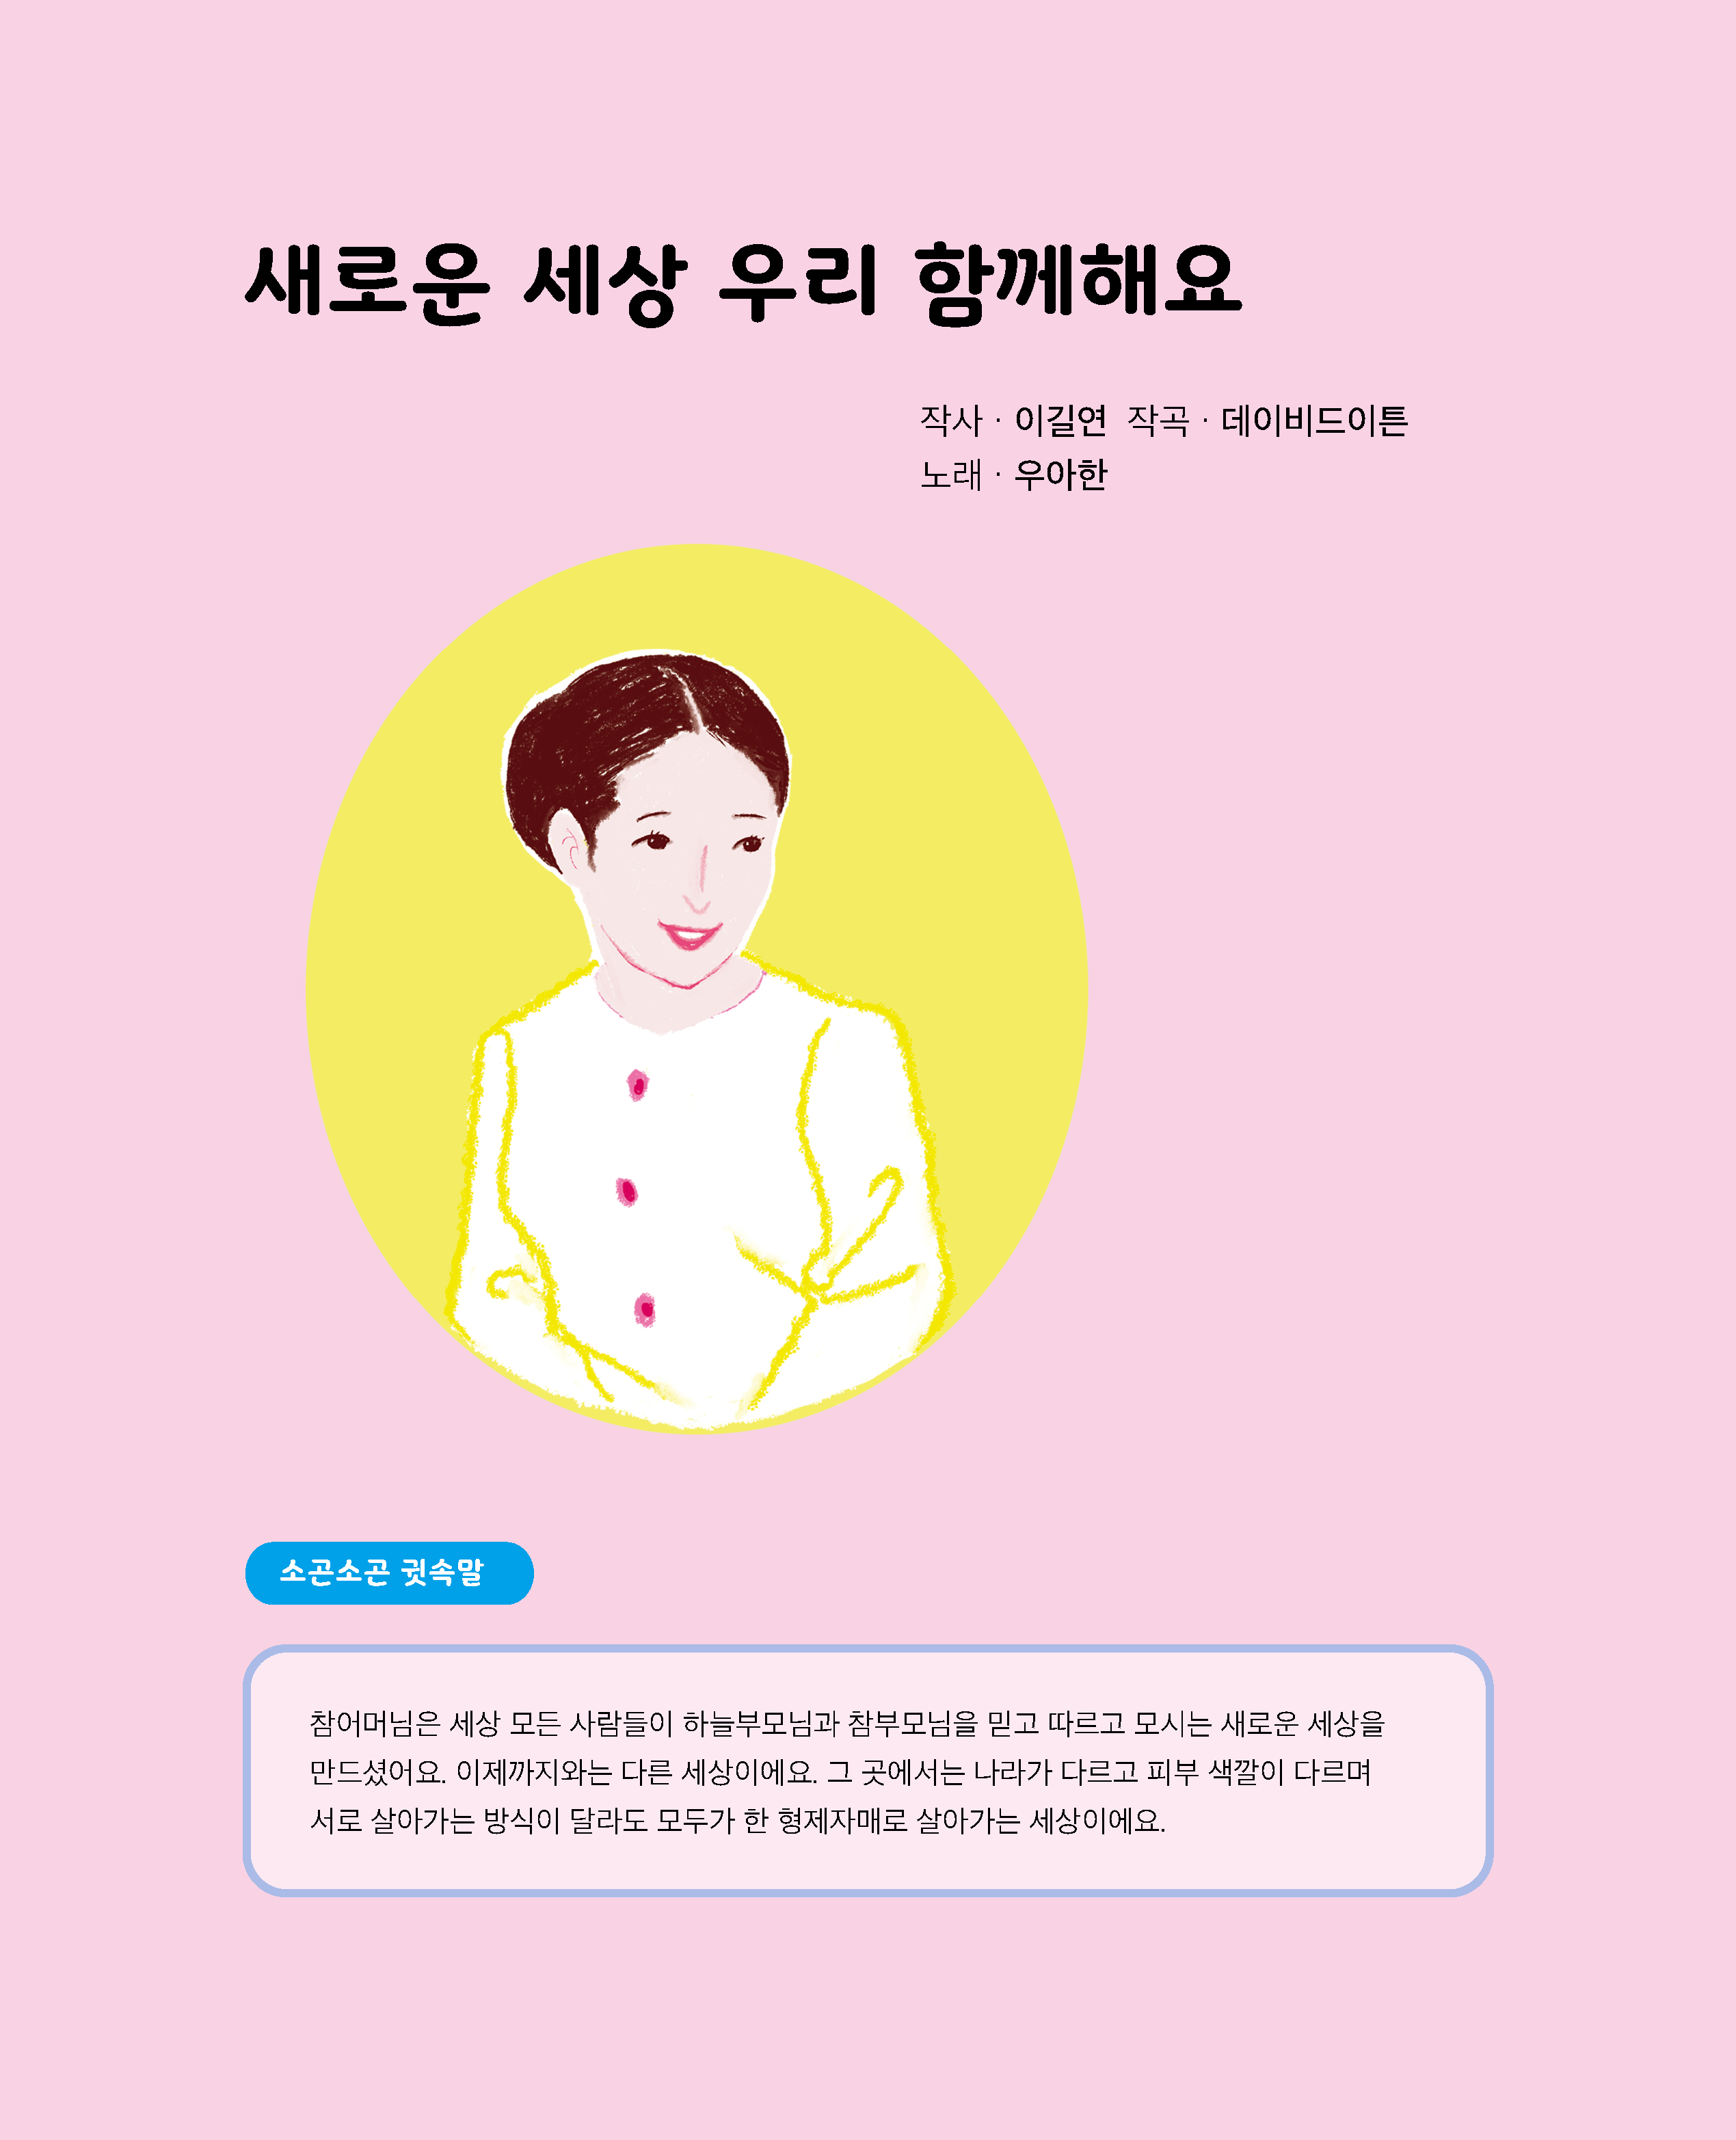 새로운 세상 우리 함께해요
작사 · 이길연 작곡 · 데이비드이튼
노래 · 우아한
소곤소곤 귓속말
참어머님은 세상 모든 사람들이 하늘부모님과 참부모님을 믿고 따르고 모시는 새로운 세상을
만드셨어요. 이제까지와는 다른 세상이에요. 그 곳에서는 나라가 다르고 피부 색깔이 다르며
서로 살아가는 방식이 달라도 모두가 한 형제자매로 살아가는 세상이에요.